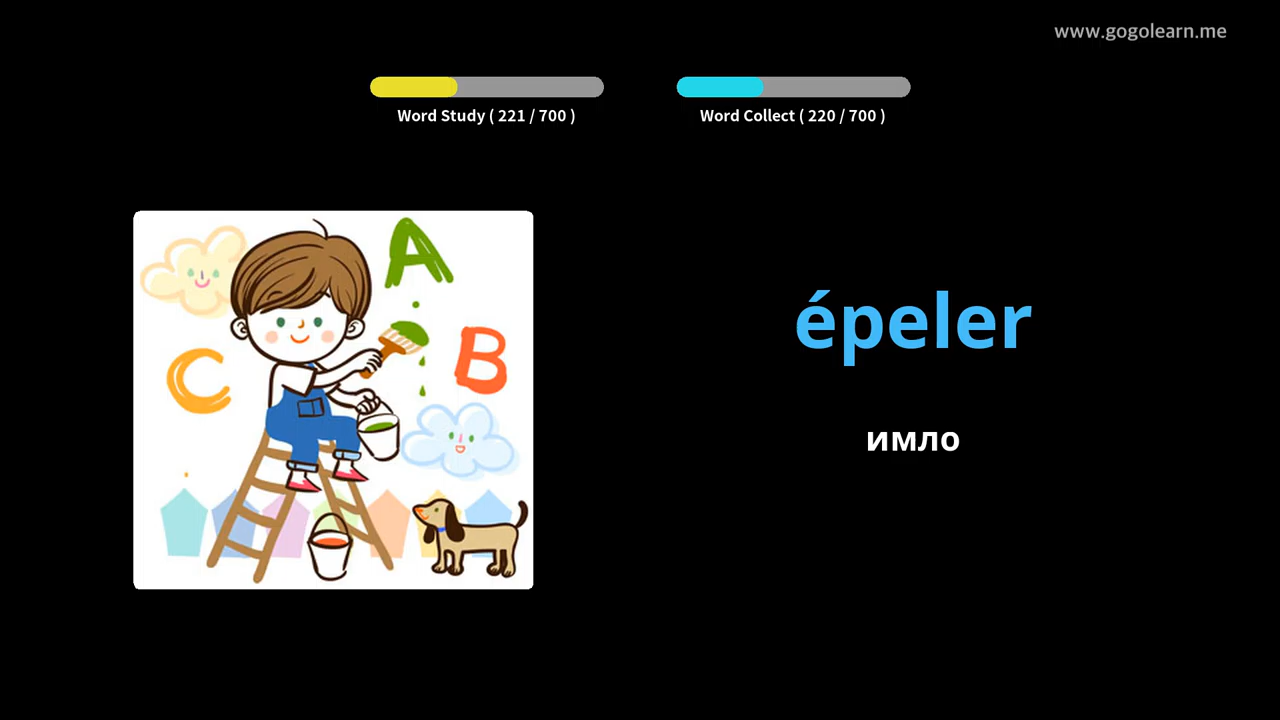 www.gogolearn.me
Word Study ( 221 / 700 )
Word Collect ( 220 / 700 )
A
B
C
épeler
имло